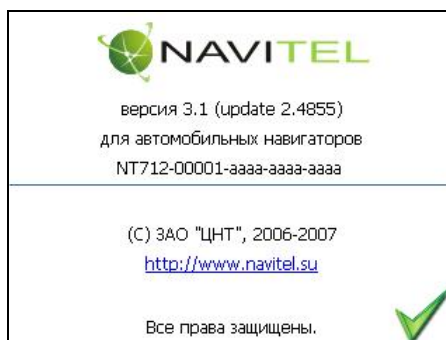 NAVITEL
версия 3.1 (update 2.4855)
для автомобильных навигаторов
NT712-00001-aaaa-aaaa-aaaa
(C) ЗАО "ЦНТ", 2006-2007
http://www.navitel.su
Все права защищены.